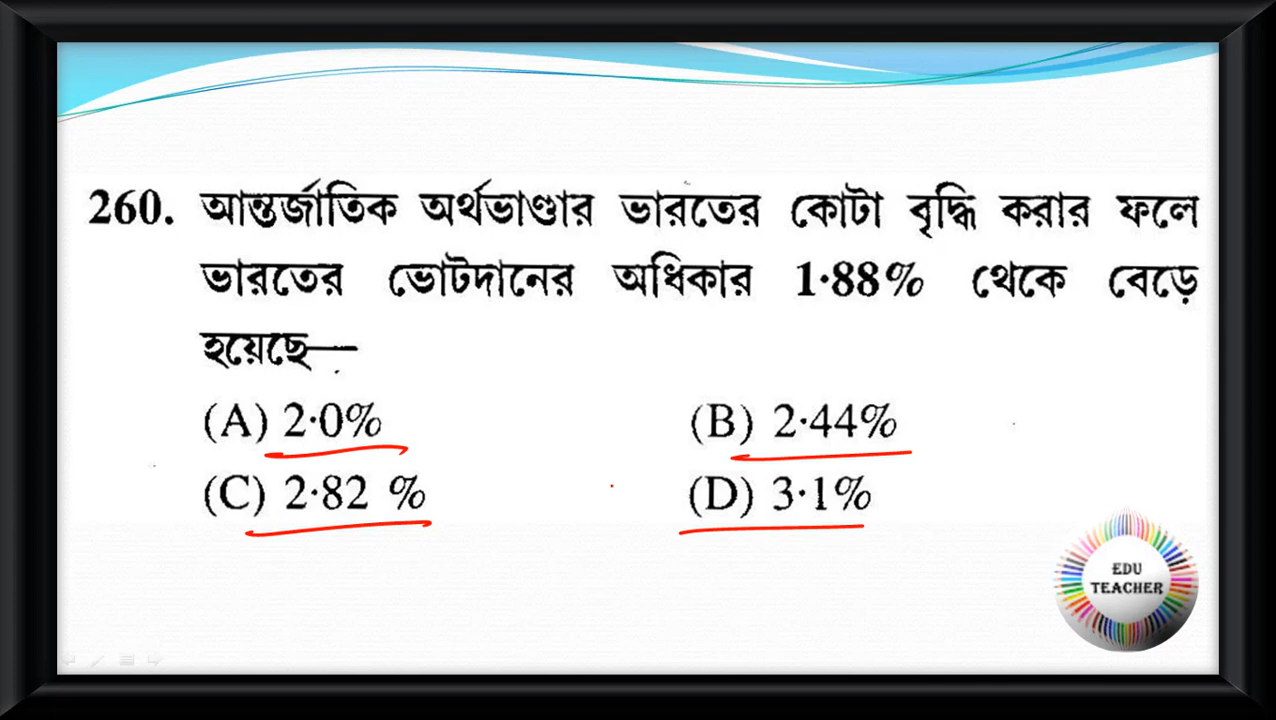 260. আন্তর্জাতিক অর্থভাণ্ডার ভারতের কোটা বৃদ্ধি করার ফলে
ভারতের ভোটদানের অধিকার 1·88% থেকে বেড়ে
হয়েছে—
(A) 2·0% (B) 2·44%
(C) 2·82 % (D) 3·1%
EDU
TEACHER